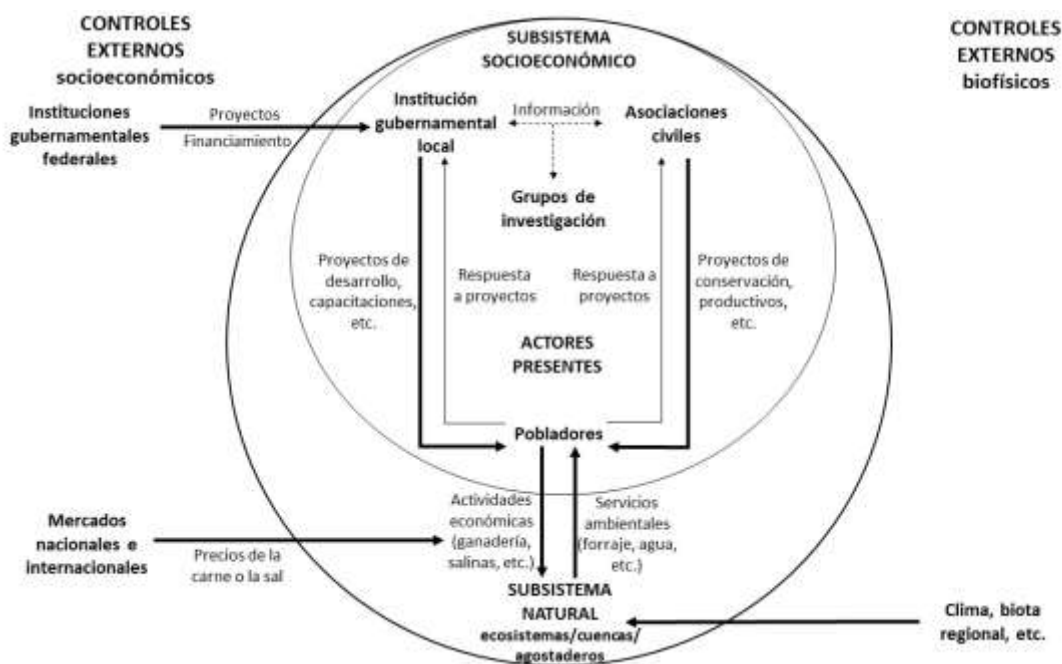 CONTROLES
EXTERNOS
socioeconómicos
Instituciones
gubernamentales
federales
Proyectos
Financiamiento
SUBSISTEMA
SOCIOECONÓMICO
Institución
gubernamental
local
Información
Asociaciones
civiles
Grupos de
investigación
Proyectos de
desarrollo,
capacitaciones,
etc.
Respuesta
a proyectos
Respuesta a
proyectos
Proyectos de
conservación,
productivos,
etc.
ACTORES
PRESENTES
Pobladores
Mercados
nacionales e
internacionales
Precios de la
carne o la sal
Actividades
económicas
(ganadería,
salinas, etc.)
Servicios
ambientales
(forraje, agua,
etc.)
SUBSISTEMA
NATURAL
ecosistemas/cuencas/
agostaderos
CONTROLES
EXTERNOS
biofísicos
Clima, biota
regional, etc.